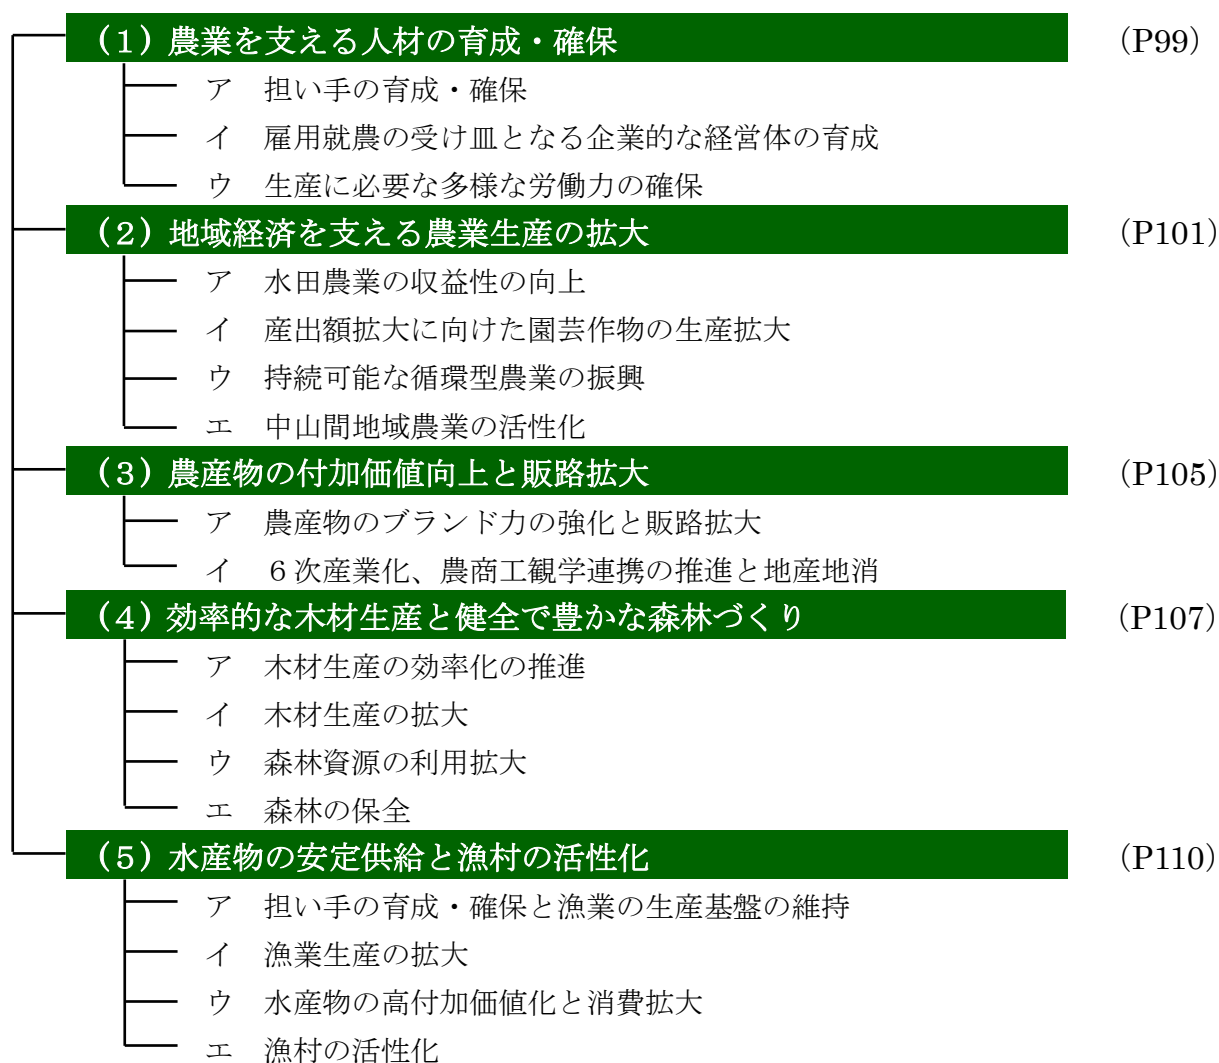 （１）農業を支える人材の育成・確保 （P99）
ア 担い手の育成・確保
イ 雇用就農の受け皿となる企業的な経営体の育成
ウ 生産に必要な多様な労働力の確保
（２）地域経済を支える農業生産の拡大 （P101）
ア 水田農業の収益性の向上
イ 産出額拡大に向けた園芸作物の生産拡大
ウ 持続可能な循環型農業の振興
エ 中山間地域農業の活性化
（３）農産物の付加価値向上と販路拡大 （P105）
ア 農産物のブランド力の強化と販路拡大
イ ６次産業化、農商工観学連携の推進と地産地消
（４）効率的な木材生産と健全で豊かな森林づくり （P107）
ア 木材生産の効率化の推進
イ 木材生産の拡大
ウ 森林資源の利用拡大
エ 森林の保全
（５）水産物の安定供給と漁村の活性化 （P110）
ア 担い手の育成・確保と漁業の生産基盤の維持
イ 漁業生産の拡大
ウ 水産物の高付加価値化と消費拡大
エ 漁村の活性化